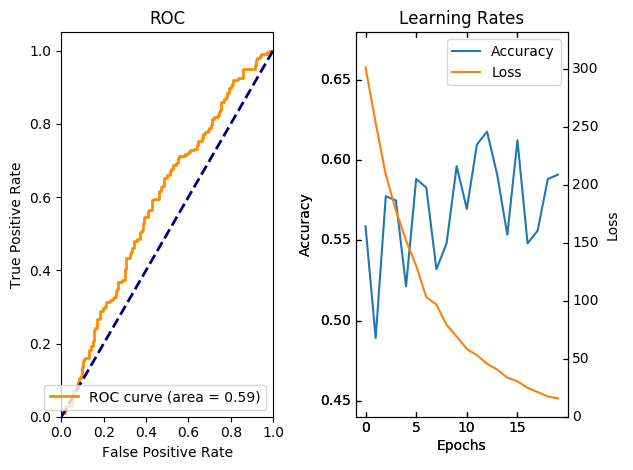 ROC
1.0
0.8
0.6
0.4
0.2
0.0
True Positive Rate
ROC curve (area = 0.59)
0.0 0.2 0.4 0.6 0.8 1.0
False Positive Rate
Learning Rates
Accuracy
Loss
0.65
0.60
0.55
0.50
0.45
Accuracy
300
250
200
150
100
50
0
Loss
0 5 10 15
Epochs